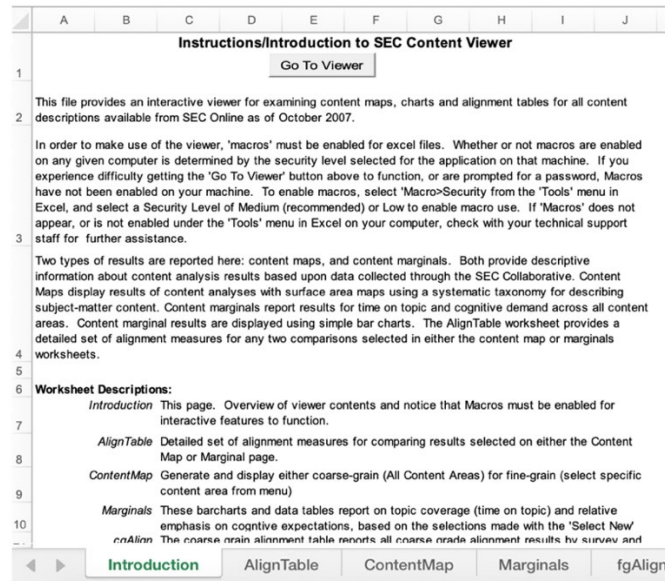 A B C D E F G H I J
Instructions/Introduction to SEC Content Viewer
Go To Viewer
1
This file provides an interactive viewer for examining content maps, charts and alignment tables for all content
2 descriptions available from SEC Online as of October 2007.
In order to make use of the viewer, 'macros' must be enabled for excel files. Whether or not macros are enabled
on any given computer is determined by the security level selected for the application on that machine. If you
experience difficulty getting the 'Go To Viewer' button above to function, or are prompted for a password, Macros
have not been enabled on your machine. To enable macros, select 'Macro>Security from the 'Tools' menu in
Excel, and select a Security Level of Medium (recommended) or Low to enable macro use. If 'Macros' does not
appear, or is not enabled under the 'Tools' menu in Excel on your computer, check with your technical support
3 staff for further assistance.
Two types of results are reported here: content maps, and content marginals. Both provide descriptive
information about content analysis results based upon data collected through the SEC Collaborative. Content
Maps display results of content analyses with surface area maps using a systematic taxonomy for describing
subject-matter content. Content marginals report results for time on topic and cognitive demand across all content
areas. Content marginal results are displayed using simple bar charts. The AlignTable worksheet provides a
detailed set of alignment measures for any two comparisons selected in either the content map or marginals
4 worksheets.
5
6 Worksheet Descriptions:
Introduction This page. Overview of viewer contents and notice that Macros must be enabled for
7 interactive features to function.
AlignTable Detailed set of alignment measures for comparing results selected on either the Content
8 Map or Marginal page.
ContentMap Generate and display either coarse-grain (All Content Areas) for fine-grain (select specific
9 content area from menu)
Marginals These barcharts and data tables report on topic coverage (time on topic) and relative
10 emphasis on cogntive expectations, based on the selections made with the 'Select New'
cgAlign The coarse grain alignment table reports all coarse grade alignment results by survey and
Introduction AlignTable ContentMap Marginals fgAlign